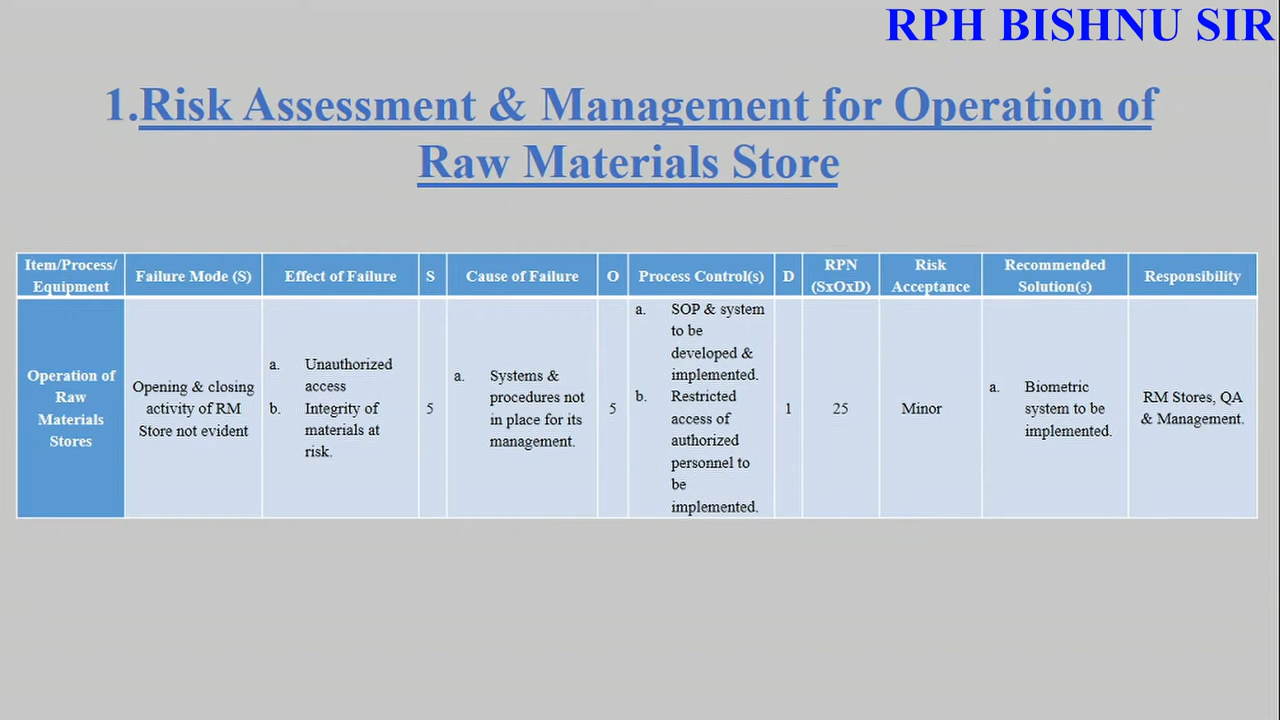 RPH BISHNU SIR
1.Risk Assessment & Management for Operation of
Raw Materials Store
Item/Process/
Equipment
Failure Mode (S)
Effect of Failure
S
Cause of Failure
O
Process Control(s)
D
RPN
(SxOxD)
Risk
Acceptance
Recommended
Solution(s)
Responsibility
Operation of
Raw
Materials
Stores
Opening & closing
activity of RM
Store not evident
a. Unauthorized
access
b. Integrity of
materials at
risk.
5
a. Systems &
procedures not
in place for its
management.
5
a. SOP & system
to be
developed &
implemented.
b. Restricted
access of
authorized
personnel to
be
implemented.
1
25
Minor
a. Biometric
system to be
implemented.
RM Stores, QA
& Management.